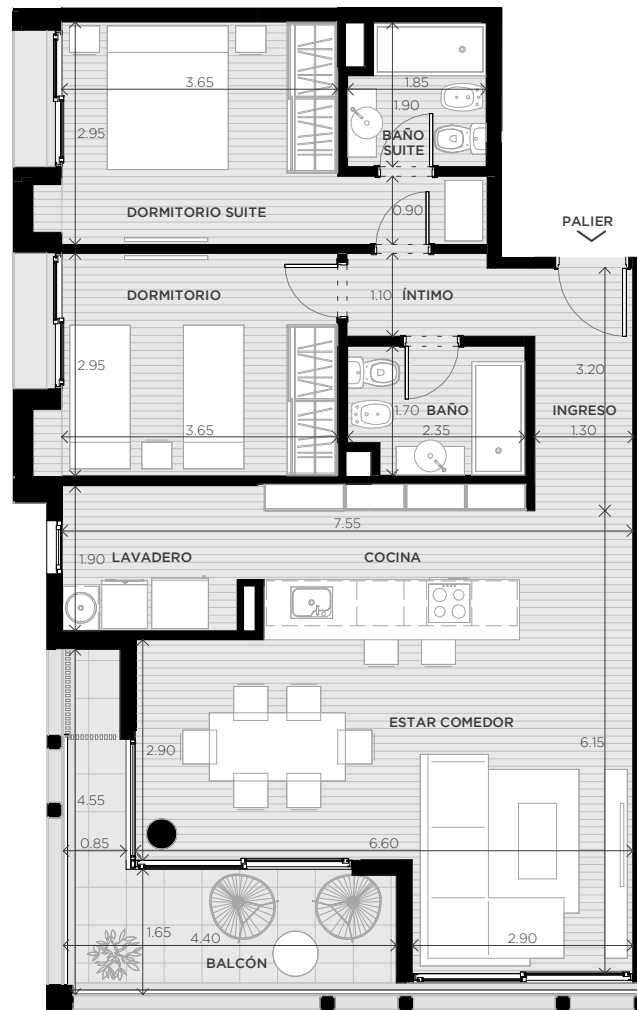 3.65
1.85
1.90
2.95
BAÑO
SUITE
DORMITORIO SUITE
0.90
PALIER
DORMITORIO
1.10
ÍNTIMO
2.95
3.20
1.70
BAÑO
INGRESO
3.65
2.35
1.30
7.55
1.90
LAVADERO
COCINA
ESTAR COMEDOR
2.90
6.15
4.55
0.85
6.60
1.65
4.40
2.90
BALCÓN